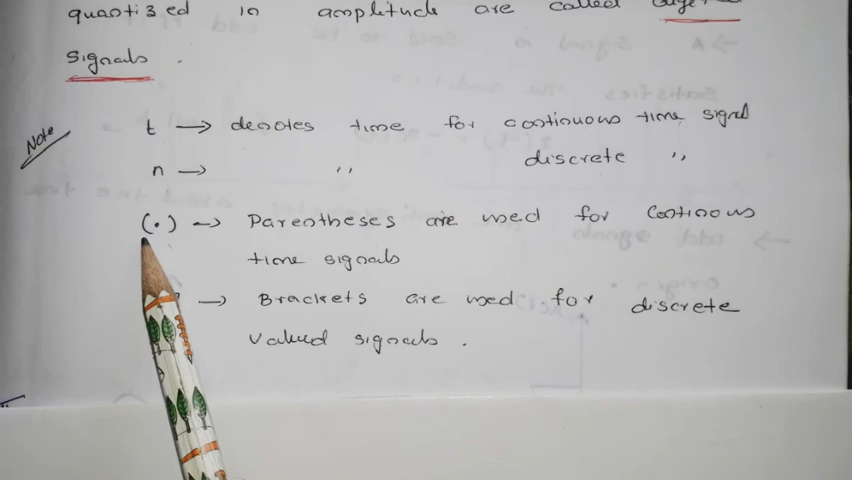 quantized in amplitude are called
Signals .
Note
t → denotes time for continuous time signal
n → " discrete "
(·) → Parentheses are used for Continous
time signals
→ Brackets are used for discrete
valued signals .